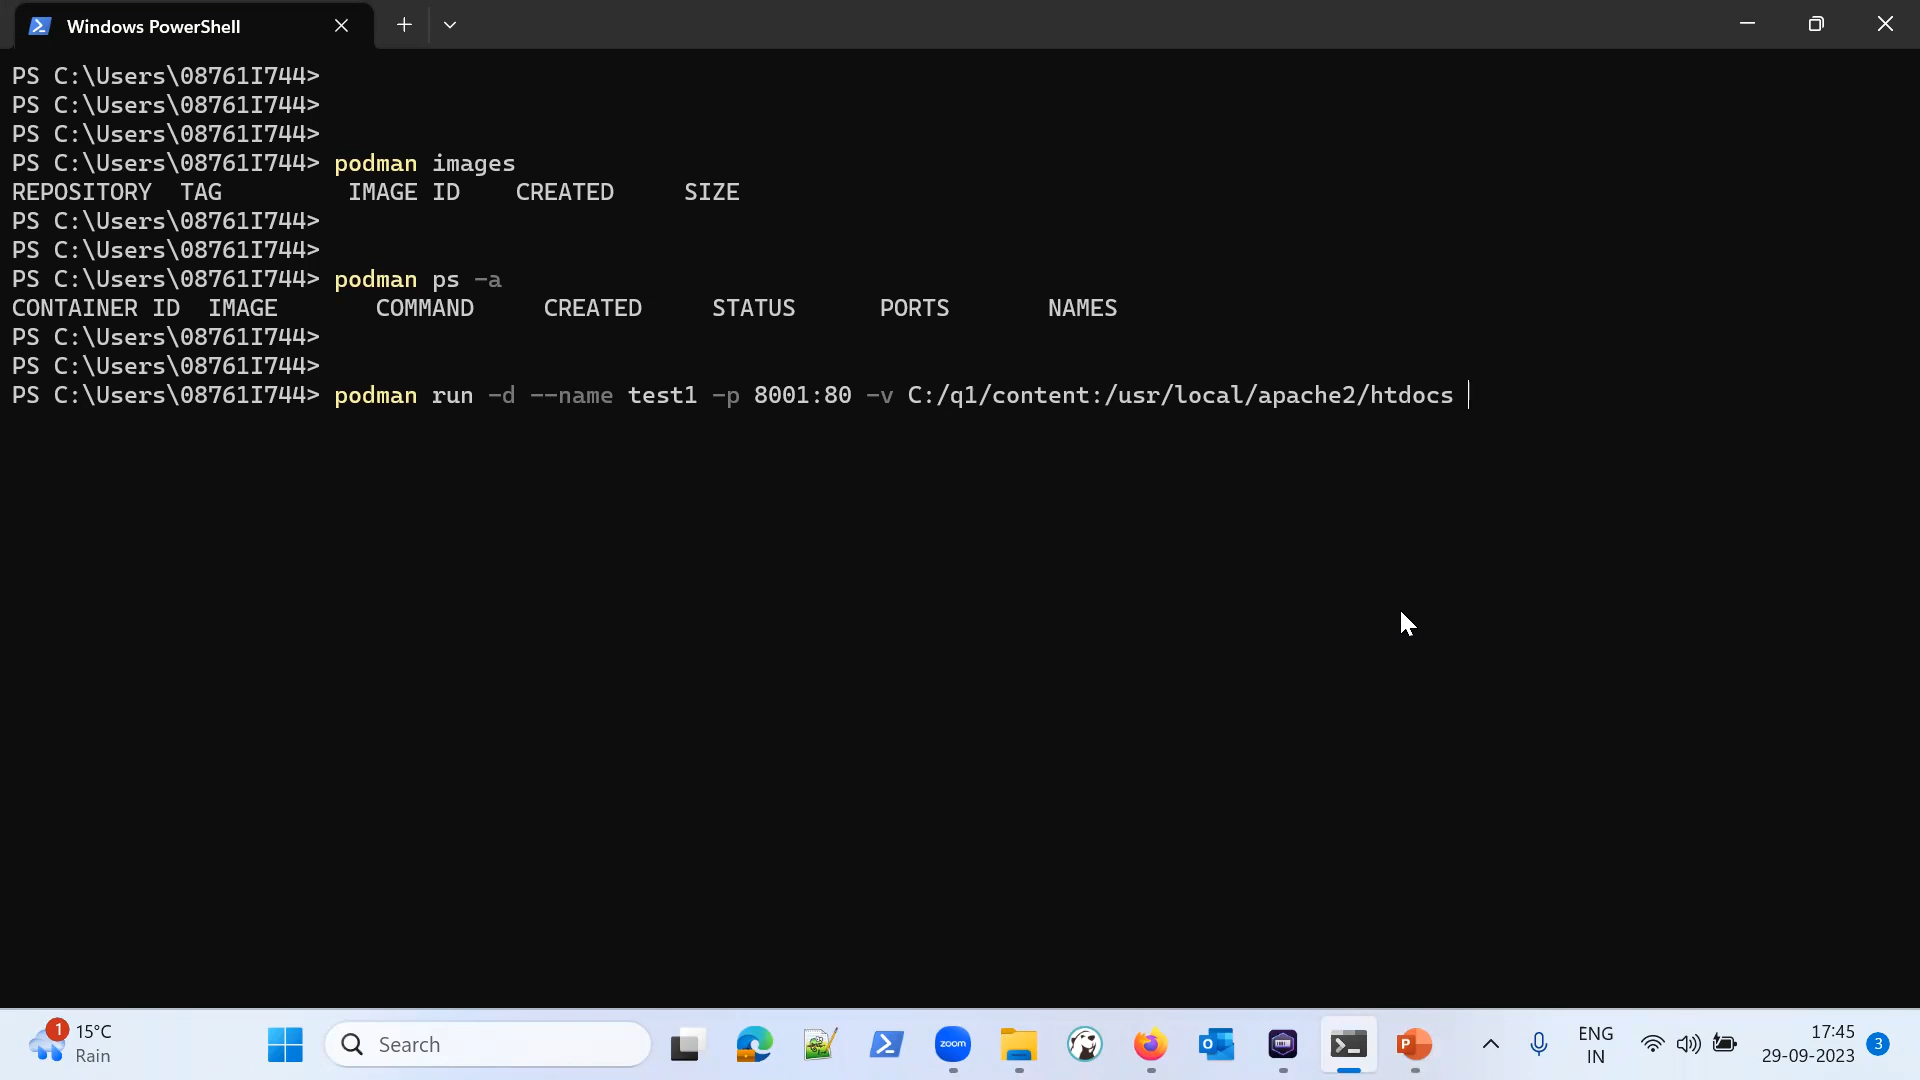 Windows PowerShell
PS C:\Users\08761I744>
PS C:\Users\08761I744>
PS C:\Users\08761I744>
PS C:\Users\08761I744> podman images
REPOSITORY  TAG         IMAGE ID    CREATED     SIZE
PS C:\Users\08761I744>
PS C:\Users\08761I744>
PS C:\Users\08761I744> podman ps -a
CONTAINER ID  IMAGE       COMMAND     CREATED     STATUS      PORTS       NAMES
PS C:\Users\08761I744>
PS C:\Users\08761I744>
PS C:\Users\08761I744> podman run -d --name test1 -p 8001:80 -v C:/q1/content:/usr/local/apache2/htdocs
1
15°C
Rain
Search
zoom
ENG
IN
17:45
29-09-2023
3